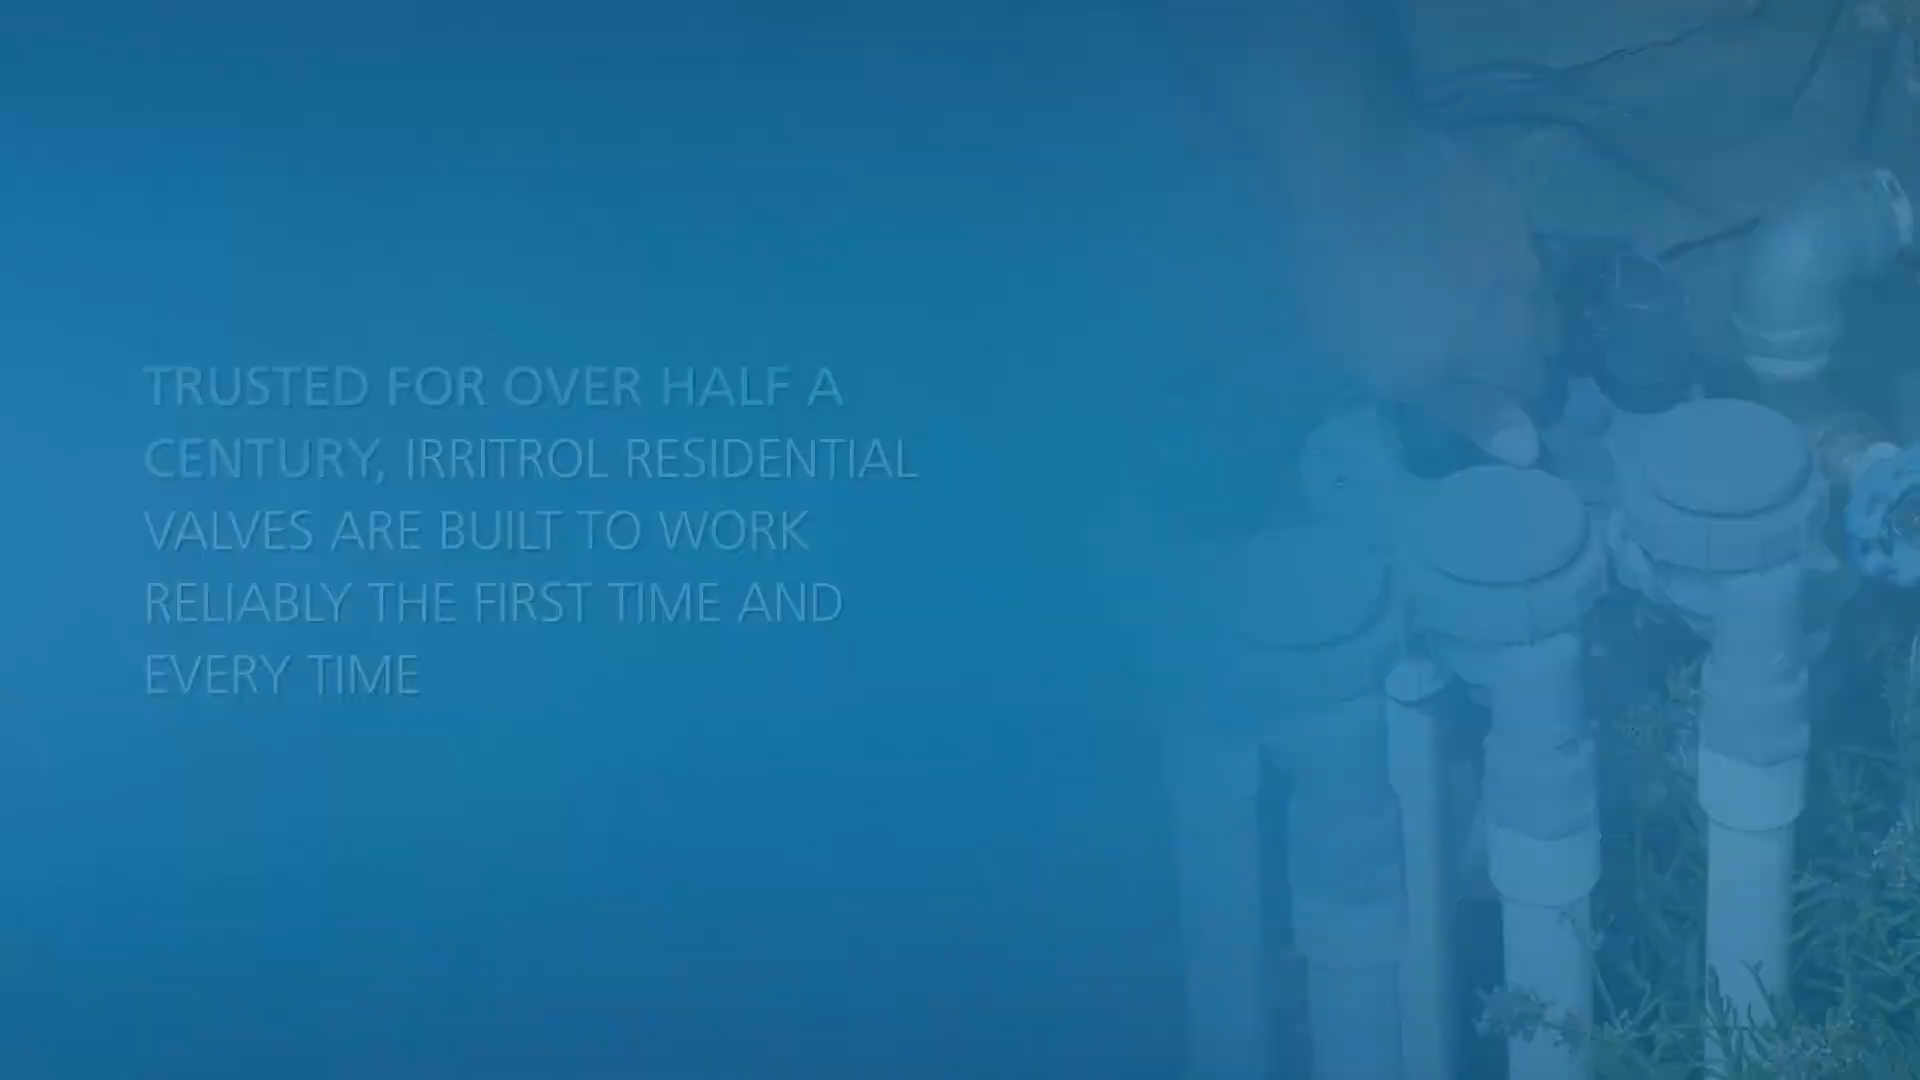 TRUSTED FOR OVER HALF A
CENTURY, IRRITROL RESIDENTIAL
VALVES ARE BUILT TO WORK
RELIABLY THE FIRST TIME AND
EVERY TIME